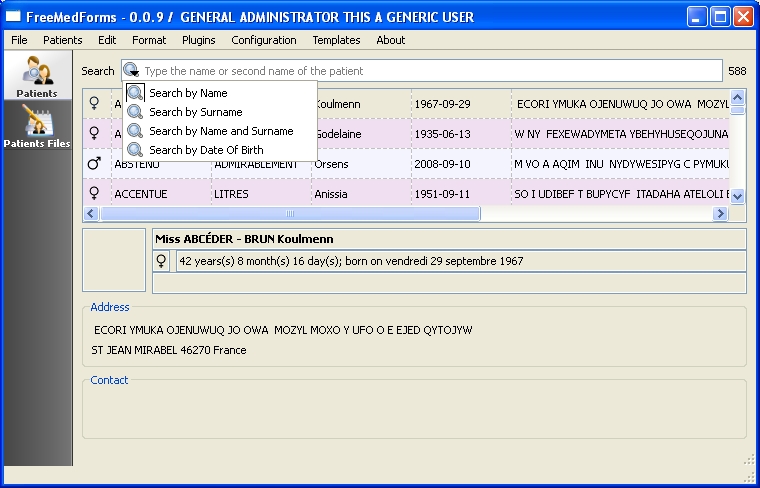 FreeMedForms - 0.0.9 /  GENERAL ADMINISTRATOR THIS A GENERIC USER
File Patients Edit Format Plugins Configuration Templates About
Patients
Patients Files
Search Type the name or second name of the patient 588
Search by Name
Search by Surname
Search by Name and Surname
Search by Date Of Birth
A Koulmenn 1967-09-29 ECORI YMUKA OJENUWUQ JO OWA  MOZYL
A Godelaine 1935-06-13 W NY  FEXEWADYMETA YBEHYHUSEQOJUNA
ABSTENU ADMIRABLEMENT Orsens 2008-09-10 M VO A AQIM  INU  NYDYWESIPYG C PYMUKU
ACCENTUE LITRES Anissia 1951-09-11 SO I UDIBEF T BUPYCYF  ITADAHA ATELOLI E
Miss ABCÉDER - BRUN Koulmenn
42 years(s) 8 month(s) 16 day(s); born on vendredi 29 septembre 1967
Address
ECORI YMUKA OJENUWUQ JO OWA  MOZYL MOXO Y UFO O E EJED QYTOJYW
ST JEAN MIRABEL 46270 France
Contact